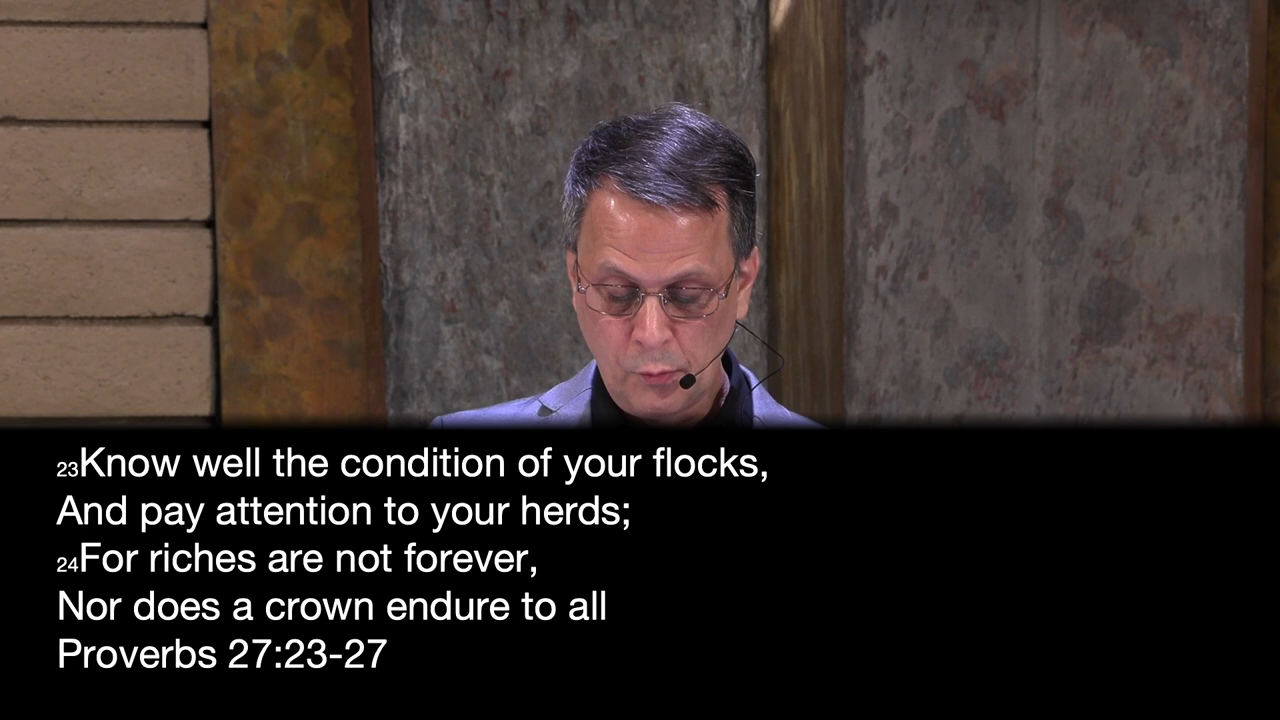 23Know well the condition of your flocks,
And pay attention to your herds;
24For riches are not forever,
Nor does a crown endure to all
Proverbs 27:23-27